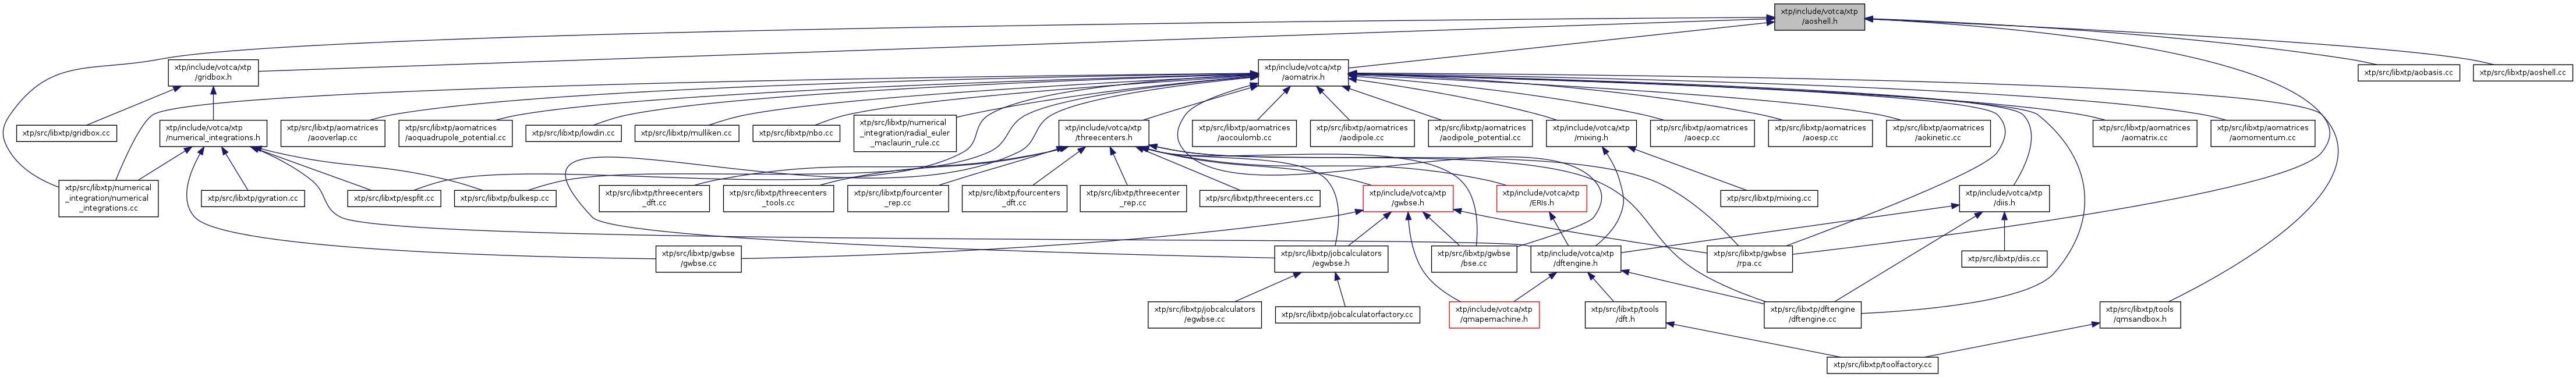 xtp/include/votca/xtp
/aoshell.h
xtp/include/votca/xtp
/gridbox.h
xtp/include/votca/xtp
/aomatrix.h
xtp/src/libxtp/aobasis.cc
xtp/src/libxtp/aoshell.cc
xtp/src/libxtp/gridbox.cc
xtp/include/votca/xtp
/numerical_integrations.h
xtp/src/libxtp/aomatrices
/aooverlap.cc
xtp/src/libxtp/aomatrices
/aoquadrupole_potential.cc
xtp/src/libxtp/lowdin.cc
xtp/src/libxtp/mulliken.cc
xtp/src/libxtp/nbo.cc
xtp/src/libxtp/numerical
_integration/radial_euler
_maclaurin_rule.cc
xtp/include/votca/xtp
/threecenters.h
xtp/src/libxtp/aomatrices
/aocoulomb.cc
xtp/src/libxtp/aomatrices
/aodipole.cc
xtp/src/libxtp/aomatrices
/aodipole_potential.cc
xtp/include/votca/xtp
/mixing.h
xtp/src/libxtp/aomatrices
/aoecp.cc
xtp/src/libxtp/aomatrices
/aoesp.cc
xtp/src/libxtp/aomatrices
/aokinetic.cc
xtp/src/libxtp/aomatrices
/aomatrix.cc
xtp/src/libxtp/aomatrices
/aomomentum.cc
xtp/src/libxtp/numerical
_integration/numerical
_integrations.cc
xtp/src/libxtp/gyration.cc
xtp/src/libxtp/espfit.cc
xtp/src/libxtp/bulkesp.cc
xtp/src/libxtp/threecenters
_dft.cc
xtp/src/libxtp/threecenters
_tools.cc
xtp/src/libxtp/fourcenter
_rep.cc
xtp/src/libxtp/fourcenters
_dft.cc
xtp/src/libxtp/threecenter
_rep.cc
xtp/src/libxtp/threecenters.cc
xtp/include/votca/xtp
/gwbse.h
xtp/include/votca/xtp
/ERIs.h
xtp/src/libxtp/mixing.cc
xtp/include/votca/xtp
/diis.h
xtp/src/libxtp/gwbse
/gwbse.cc
xtp/src/libxtp/jobcalculators
/egwbse.h
xtp/src/libxtp/gwbse
/bse.cc
xtp/include/votca/xtp
/dftengine.h
xtp/src/libxtp/gwbse
/rpa.cc
xtp/src/libxtp/diis.cc
xtp/src/libxtp/jobcalculators
/egwbse.cc
xtp/src/libxtp/jobcalculatorfactory.cc
xtp/include/votca/xtp
/qmapemachine.h
xtp/src/libxtp/tools
/dft.h
xtp/src/libxtp/dftengine
/dftengine.cc
xtp/src/libxtp/tools
/qmsandbox.h
xtp/src/libxtp/toolfactory.cc